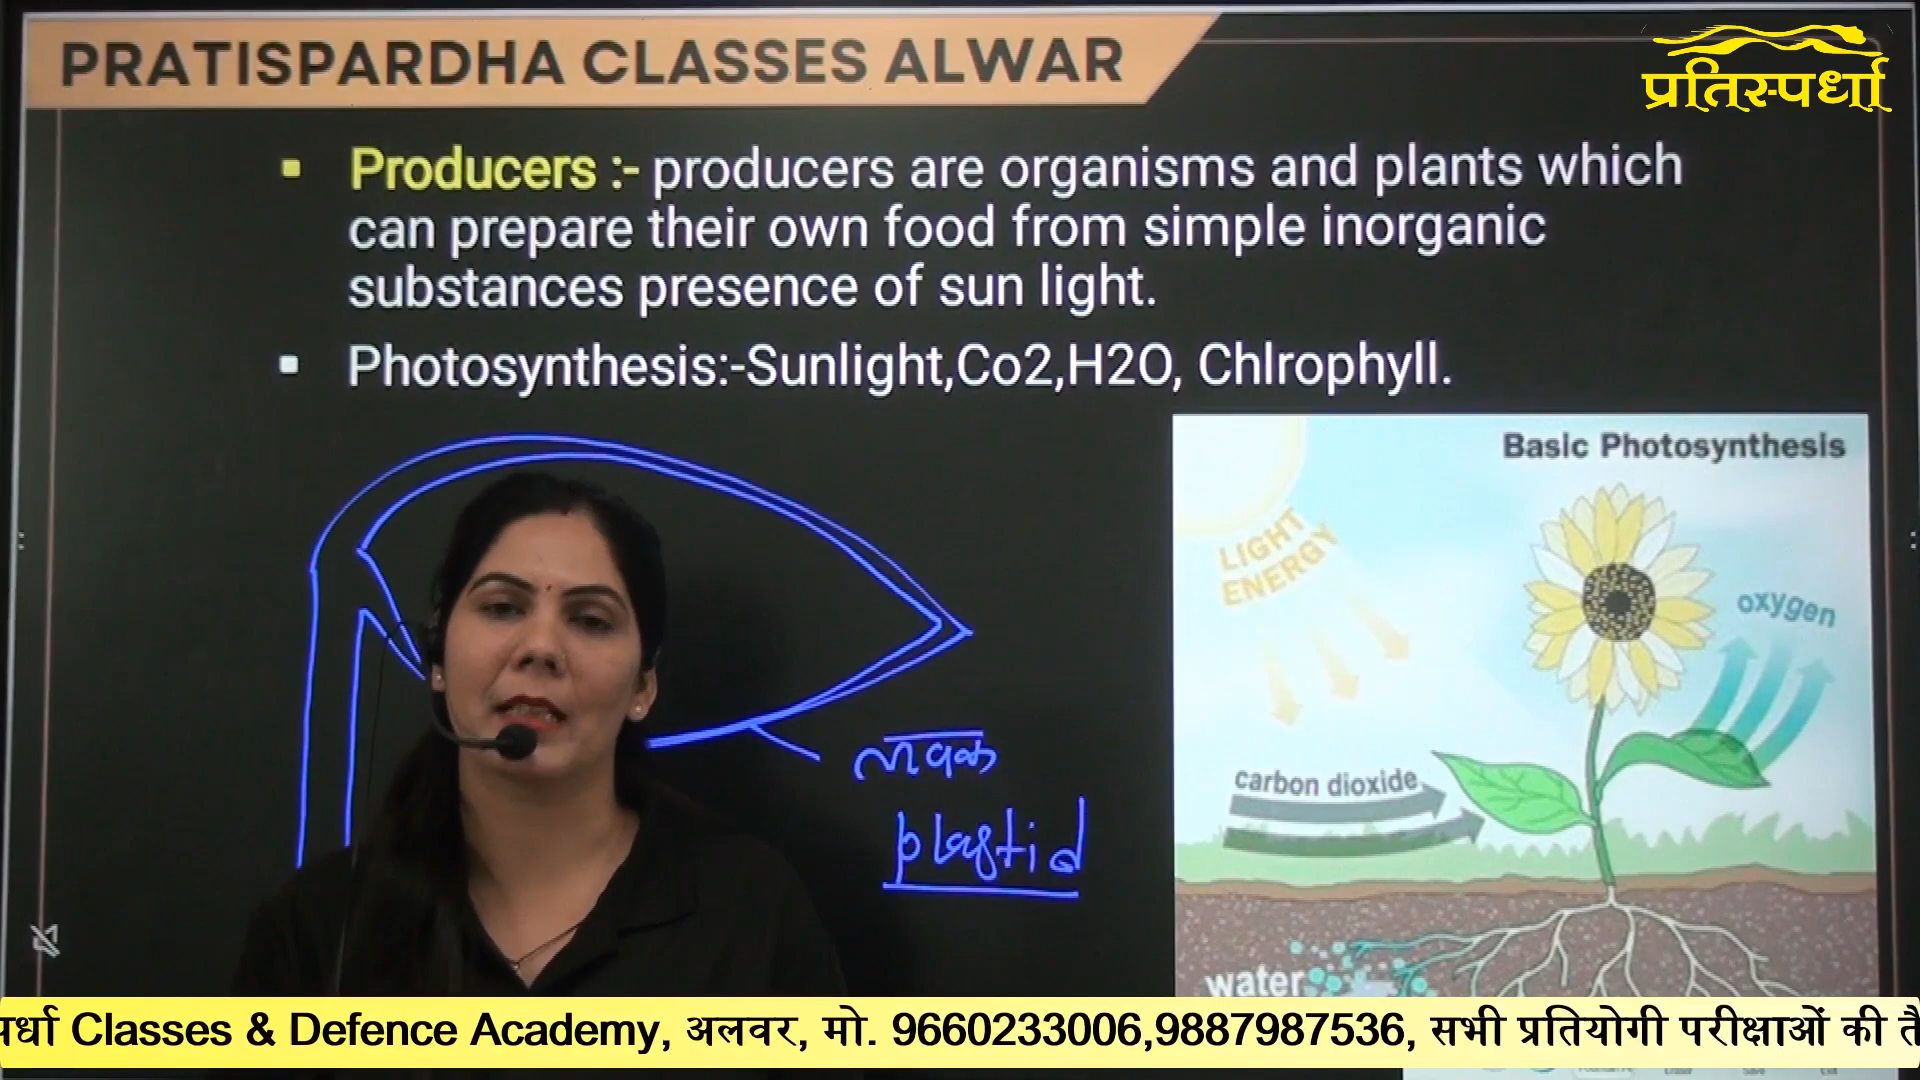 PRATISPARDHA CLASSES ALWAR
प्रतिस्पर्धा
▪ Producers :- producers are organisms and plants which
can prepare their own food from simple inorganic
substances presence of sun light.
▪ Photosynthesis:-Sunlight,Co2,H2O, Chlrophyll.
Basic Photosynthesis
LIGHT
ENERGY
oxygen
carbon dioxide
water
लवक
plastid
पर्धा Classes & Defence Academy, अलवर, मो. 9660233006,9887987536, सभी प्रतियोगी परीक्षाओं की तै